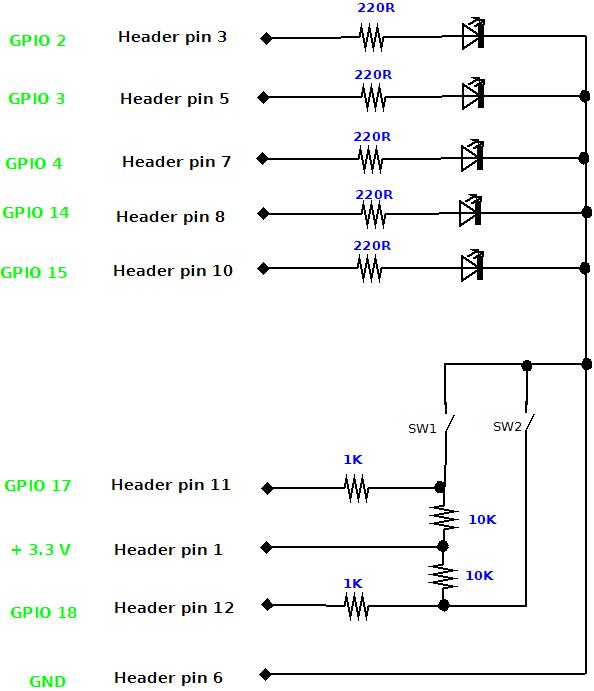 220R
GPIO 2 Header pin 3
220R
GPIO 3 Header pin 5
220R
GPIO 4 Header pin 7
220R
GPIO 14 Header pin 8
220R
GPIO 15 Header pin 10
SW1 SW2
1K
GPIO 17 Header pin 11
10K
+ 3.3 V Header pin 1
10K
1K
GPIO 18 Header pin 12
GND Header pin 6